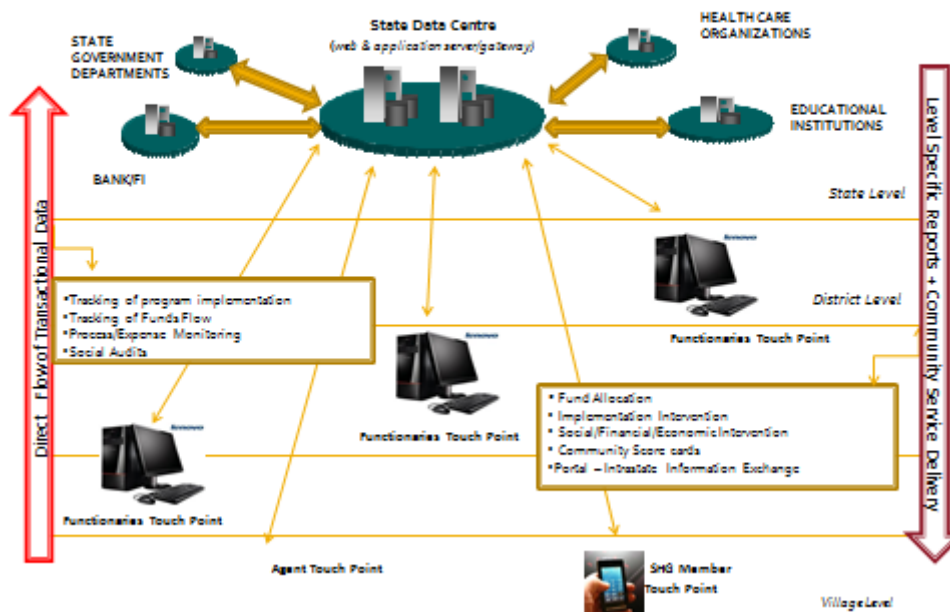 State Data Centre
(web & application server/gateway)
STATE
GOVERNMENT
DEPARTMENTS
HEALTH CARE
ORGANIZATIONS
BANK/FI
EDUCATIONAL
INSTITUTIONS
Direct Flow of Transactional Data
Level Specific Reports + Community Service Delivery
State Level
lenovo
▪Tracking of program implementation
▪Tracking of Funds Flow
▪Process/Expense Monitoring
▪Social Audits
District Level
Functionaries Touch Point
lenovo
▪ Fund Allocation
▪ Implementation Intervention
▪ Social/Financial/Economic Intervention
▪ Community Score cards
▪Portal – Intrastate Information Exchange
Functionaries Touch Point
lenovo
Functionaries Touch Point
Agent Touch Point
SHG Member
Touch Point
Village Level